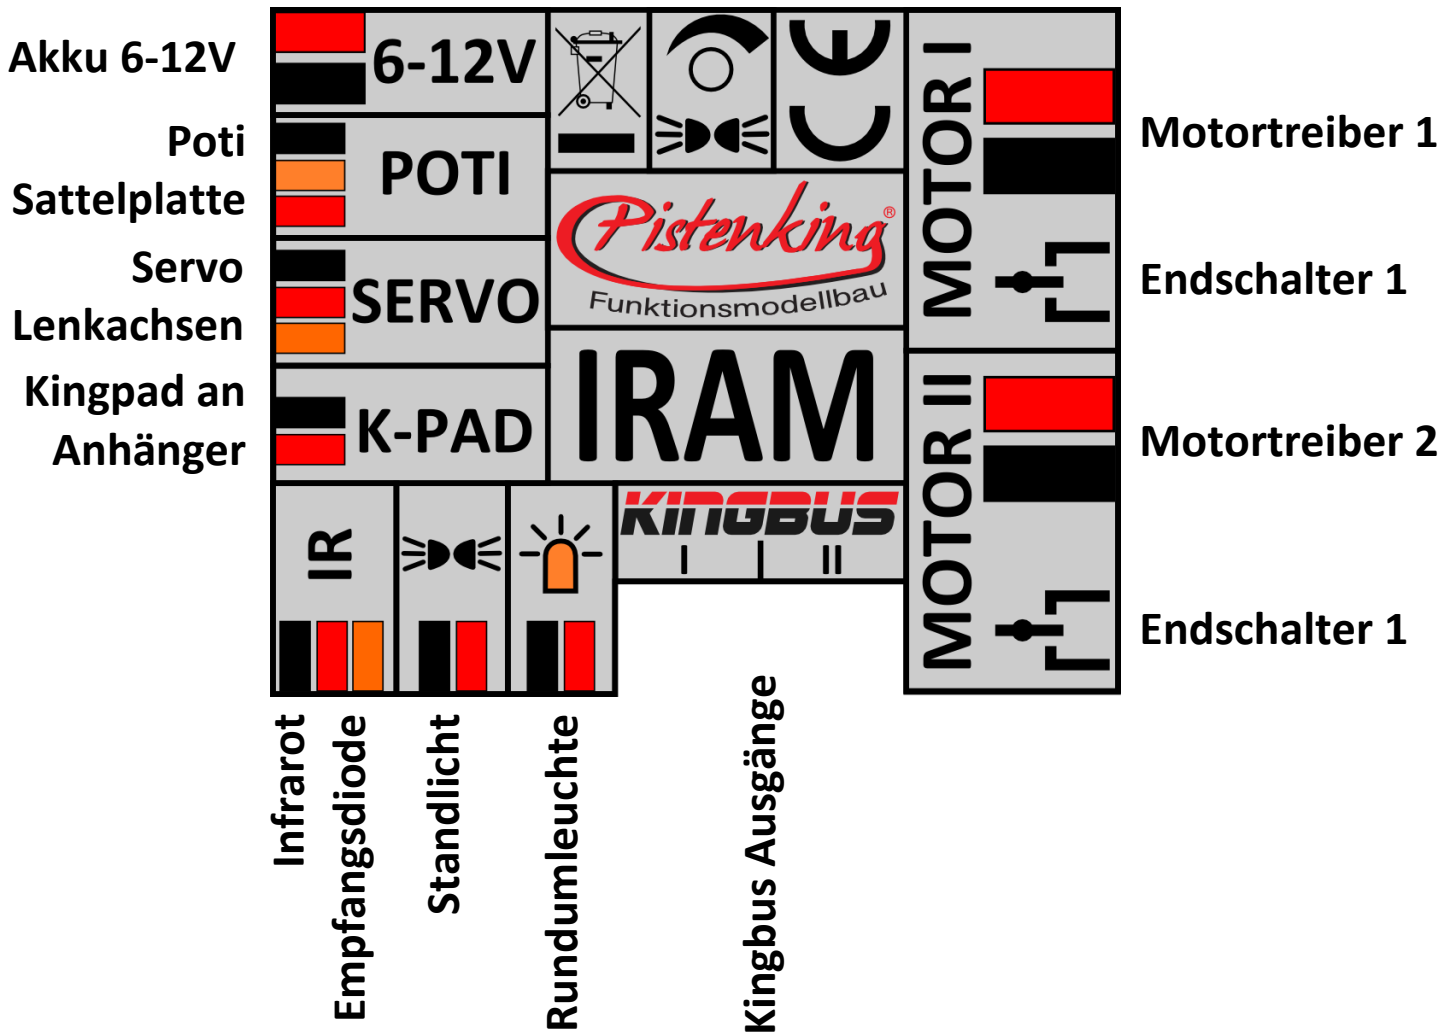 Akku 6-12V
6-12V
Poti
Sattelplatte
POTI
Servo
Lenkachsen
SERVO
Kingpad an
Anhänger
K-PAD
CE
Pistenking®
Funktionsmodellbau
IRAM
KINGBUS
I II
MOTOR I
Motortreiber 1
Endschalter 1
MOTOR II
Motortreiber 2
Endschalter 1
IR
Infrarot
Empfangsdiode
Standlicht
Rundumleuchte
Kingbus Ausgänge